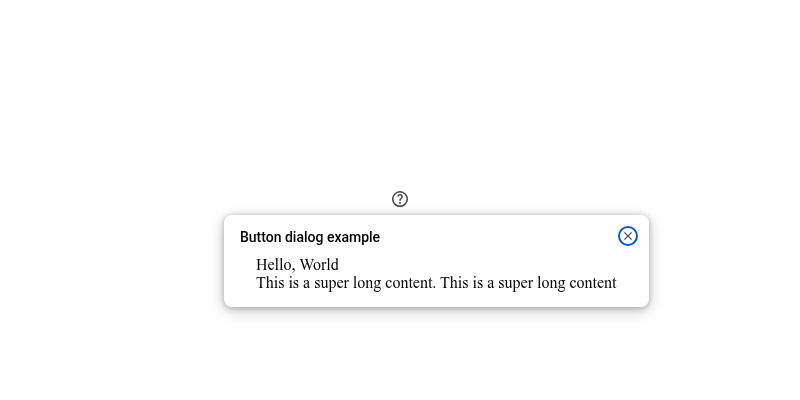 Button dialog example
Hello, World
This is a super long content. This is a super long content